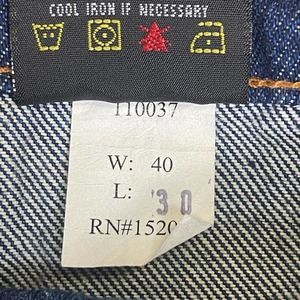 COOL IRON IF NECESSARY
110037
W: 40
L: 30
RN#1520